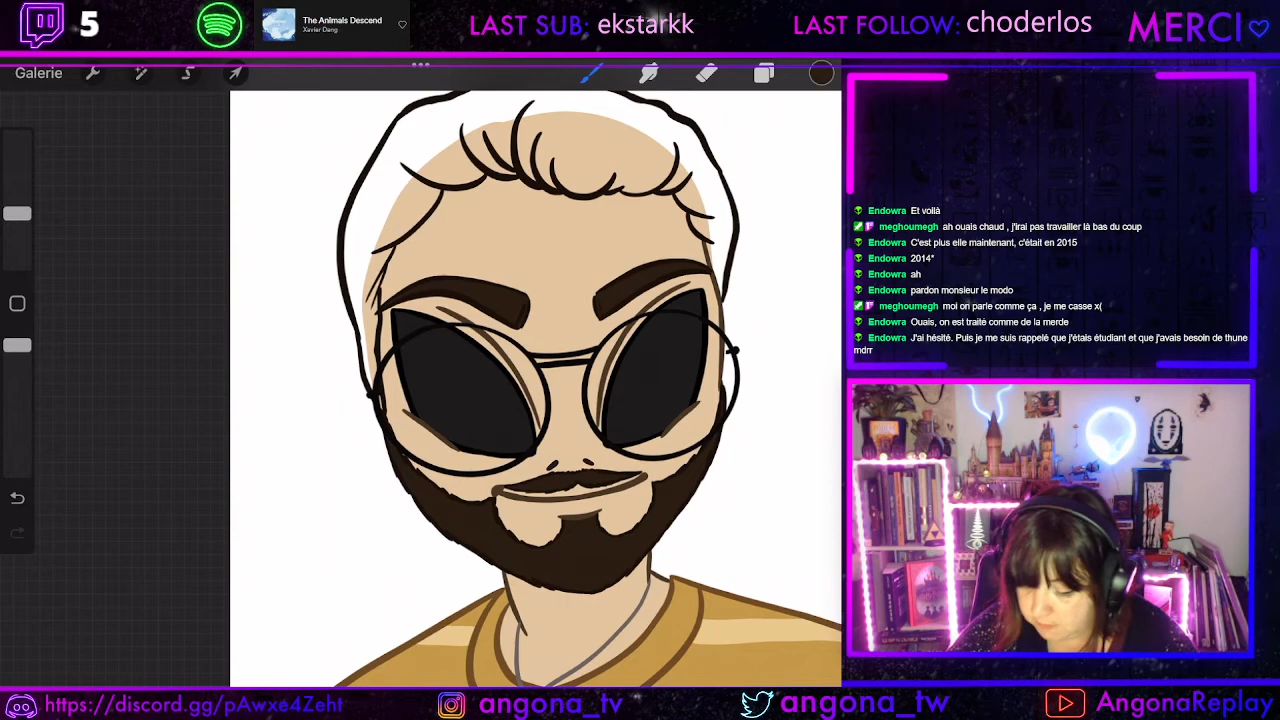 5
The Animals Descend
Xavier Dang
LAST SUB: ekstarkk
LAST FOLLOW: choderlos
MERCI
Galerie
Endowra Et voilà
meghoumegh ah ouais chaud , j'irai pas travailler là bas du coup
Endowra C'est plus elle maintenant, c'était en 2015
Endowra 2014*
Endowra ah
Endowra pardon monsieur le modo
meghoumegh moi on parle comme ça , je me casse x(
Endowra Ouais, on est traité comme de la merde
Endowra J'ai hésité. Puis je me suis rappelé que j'étais étudiant et que j'avais besoin de thune
mdrr
https://discord.gg/pAwxe4Zeht
angona_tv
angona_tw
AngonaReplay